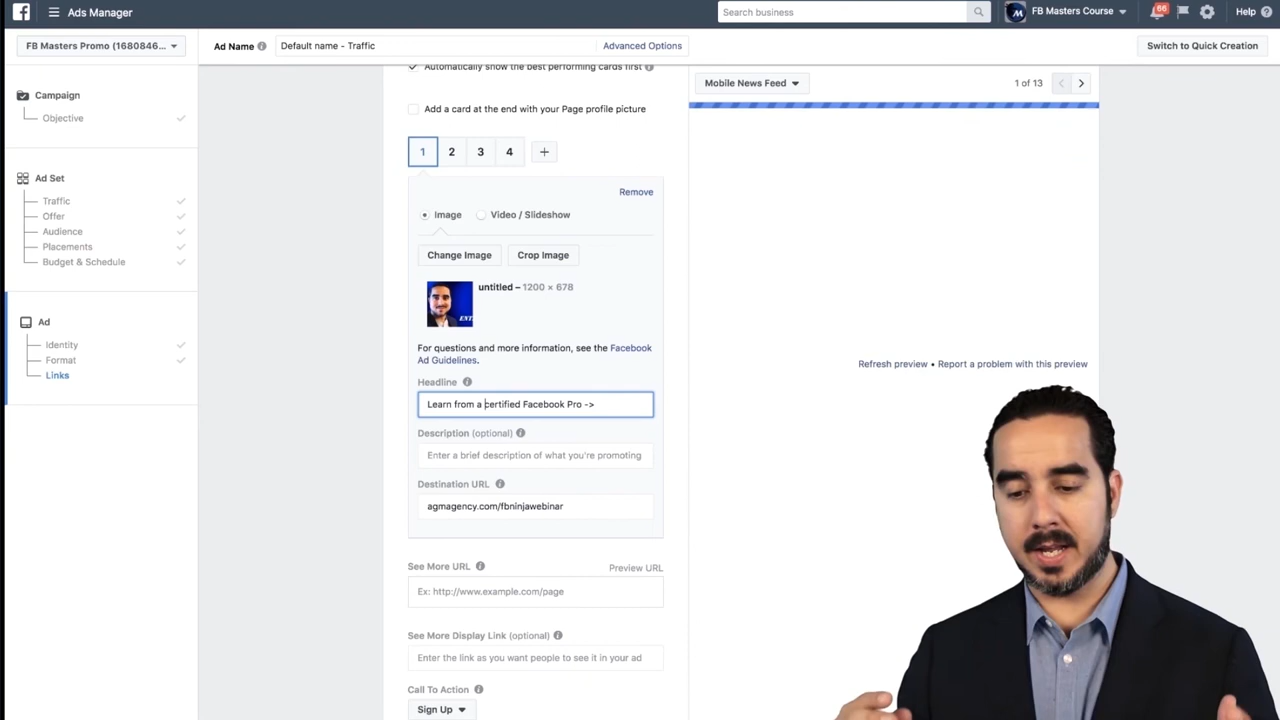 Ads Manager
Search business
FB Masters Course
66
Help
FB Masters Promo (1680846...
Ad Name
Default name - Traffic
Advanced Options
Switch to Quick Creation
Campaign
Objective
Ad Set
Traffic
Offer
Audience
Placements
Budget & Schedule
Ad
Identity
Format
Links
Automatically show the best performing cards first
Add a card at the end with your Page profile picture
1 2 3 4 +
Remove
Image
Video / Slideshow
Change Image
Crop Image
untitled – 1200 × 678
For questions and more information, see the Facebook
Ad Guidelines.
Headline
Learn from a certified Facebook Pro ->
Description (optional)
Enter a brief description of what you're promoting
Destination URL
agmagency.com/fbninjawebinar
See More URL
Preview URL
Ex: http://www.example.com/page
See More Display Link (optional)
Enter the link as you want people to see it in your ad
Call To Action
Sign Up
Mobile News Feed
1 of 13
Refresh preview • Report a problem with this preview